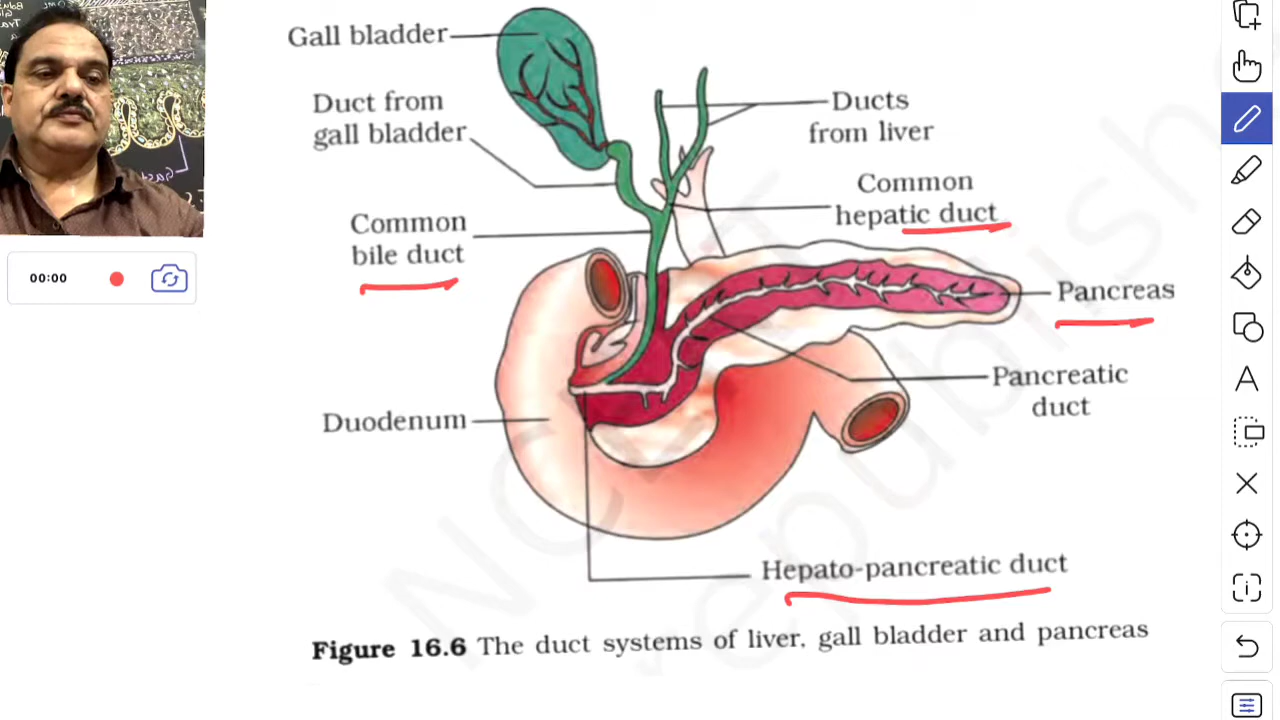 Gall bladder
Duct from
gall bladder
Common
bile duct
Duodenum
Ducts
from liver
Common
hepatic duct
Pancreas
Pancreatic
duct
Hepato-pancreatic duct
Figure 16.6 The duct systems of liver, gall bladder and pancreas
00:00
A